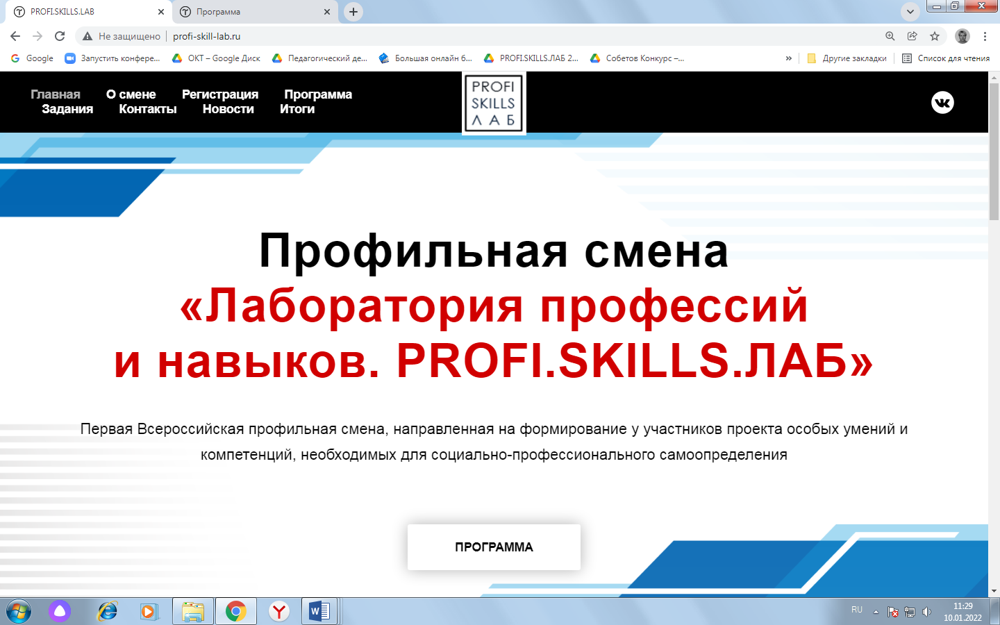 PROFI.SKILLS.LAB
Программа
Не защищено
profi-skill-lab.ru
Google
Запустить конфере...
ОКТ – Google Диск
Педагогический де...
Большая онлайн б...
PROFI.SKILLS.ЛАБ 2...
Собетов Конкурс –...
»
Другие закладки
Список для чтения
Главная О смене Регистрация Программа
Задания Контакты Новости Итоги
PROFI
SKILLS
ЛАБ
Профильная смена
«Лаборатория профессий
и навыков. PROFI.SKILLS.ЛАБ»
Первая Всероссийская профильная смена, направленная на формирование у участников проекта особых умений и
компетенций, необходимых для социально-профессионального самоопределения
ПРОГРАММА
RU
11:29
10.01.2022